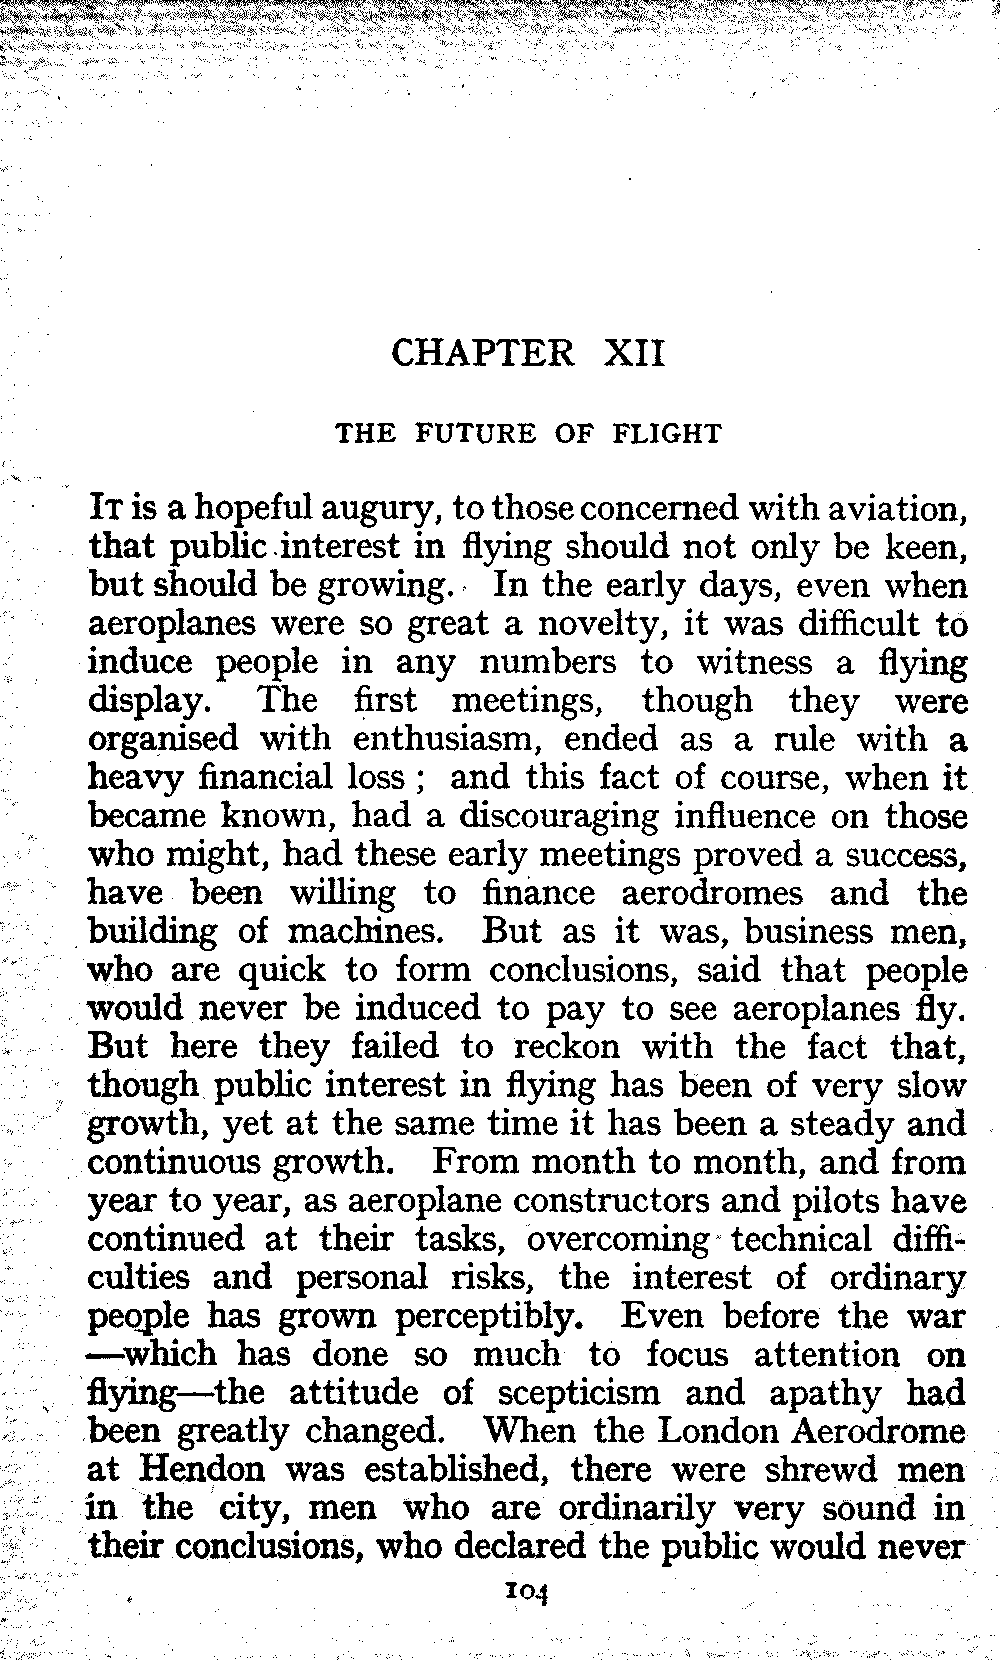 CHAPTER XII
THE FUTURE OF FLIGHT
IT is a hopeful augury, to those concerned with aviation,
that public interest in flying should not only be keen,
but should be growing. In the early days, even when
aeroplanes were so great a novelty, it was difficult to
induce people in any numbers to witness a flying
display. The first meetings, though they were
organised with enthusiasm, ended as a rule with a
heavy financial loss ; and this fact of course, when it
became known, had a discouraging influence on those
who might, had these early meetings proved a success,
have been willing to finance aerodromes and the
building of machines. But as it was, business men,
who are quick to form conclusions, said that people
would never be induced to pay to see aeroplanes fly.
But here they failed to reckon with the fact that,
though public interest in flying has been of very slow
growth, yet at the same time it has been a steady and
continuous growth. From month to month, and from
year to year, as aeroplane constructors and pilots have
continued at their tasks, overcoming technical diffi-
culties and personal risks, the interest of ordinary
people has grown perceptibly. Even before the war
—which has done so much to focus attention on
flying—the attitude of scepticism and apathy had
been greatly changed. When the London Aerodrome
at Hendon was established, there were shrewd men
in the city, men who are ordinarily very sound in
their conclusions, who declared the public would never
104